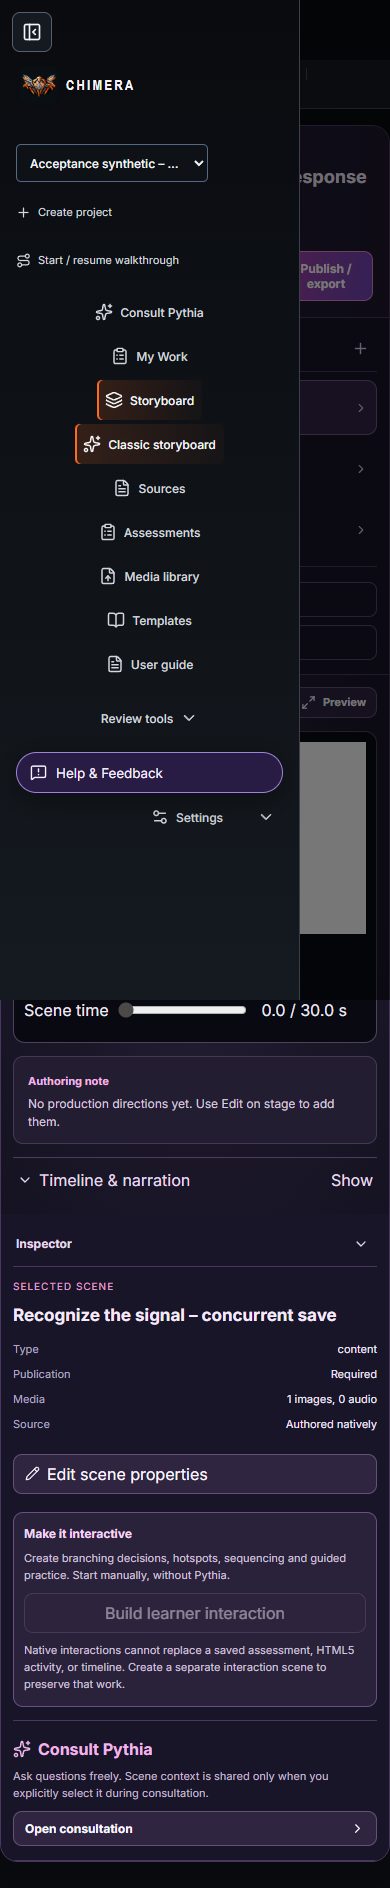 CHIMERA
Acceptance synthetic – ...
Create project
Start / resume walkthrough
Consult Pythia
My Work
Storyboard
Classic storyboard
Sources
Assessments
Media library
Templates
User guide
Review tools
Help & Feedback
Settings
Publish /
export
Preview
Scene time 0.0 / 30.0 s
Authoring note
No production directions yet. Use Edit on stage to add
them.
Timeline & narration Show
Inspector
SELECTED SCENE
Recognize the signal – concurrent save
Type content
Publication Required
Media 1 images, 0 audio
Source Authored natively
Edit scene properties
Make it interactive
Create branching decisions, hotspots, sequencing and guided
practice. Start manually, without Pythia.
Build learner interaction
Native interactions cannot replace a saved assessment, HTML5
activity, or timeline. Create a separate interaction scene to
preserve that work.
Consult Pythia
Ask questions freely. Scene context is shared only when you
explicitly select it during consultation.
Open consultation